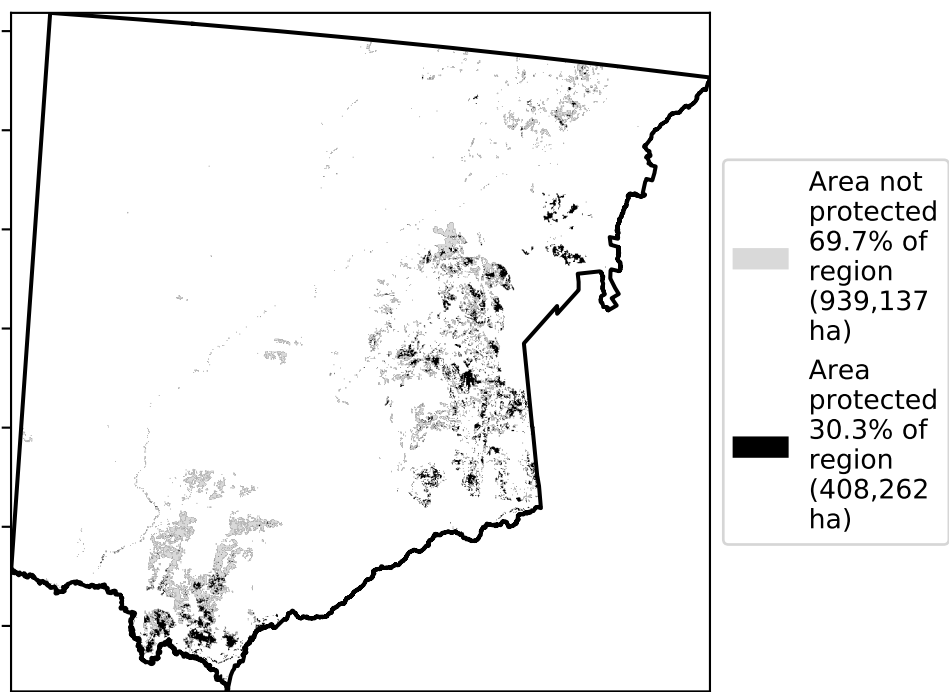 Area not
protected
69.7% of
region
(939,137
ha)
Area
protected
30.3% of
region
(408,262
ha)